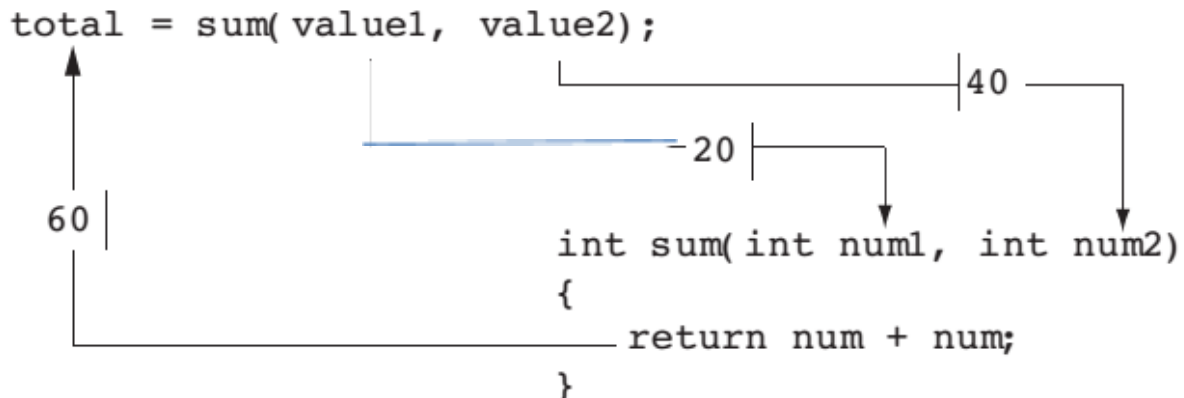 total = sum(value1, value2);
40
20
60
int sum(int num1, int num2)
{
return num + num;
}